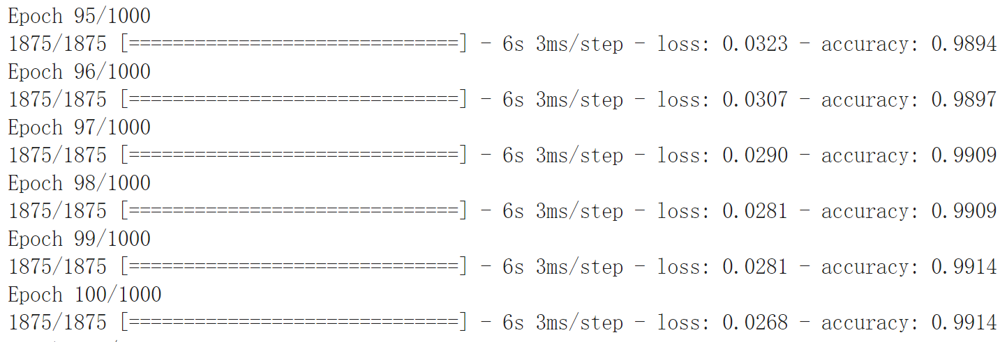 Epoch 95/1000
1875/1875 [==============================] - 6s 3ms/step - loss: 0.0323 - accuracy: 0.9894
Epoch 96/1000
1875/1875 [==============================] - 6s 3ms/step - loss: 0.0307 - accuracy: 0.9897
Epoch 97/1000
1875/1875 [==============================] - 6s 3ms/step - loss: 0.0290 - accuracy: 0.9909
Epoch 98/1000
1875/1875 [==============================] - 6s 3ms/step - loss: 0.0281 - accuracy: 0.9909
Epoch 99/1000
1875/1875 [==============================] - 6s 3ms/step - loss: 0.0281 - accuracy: 0.9914
Epoch 100/1000
1875/1875 [==============================] - 6s 3ms/step - loss: 0.0268 - accuracy: 0.9914